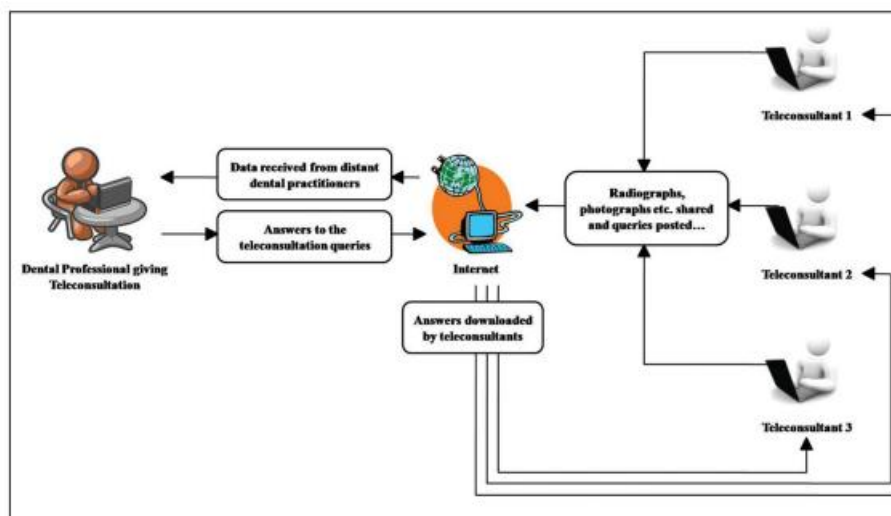 Teleconsultant 1
Data received from distant
dental practitioners
Radiographs,
photographs etc. shared
and queries posted...
Answers to the
teleconsultation queries
Dental Professional giving
Teleconsultation
Internet
Teleconsultant 2
Answers downloaded
by teleconsultants
Teleconsultant 3